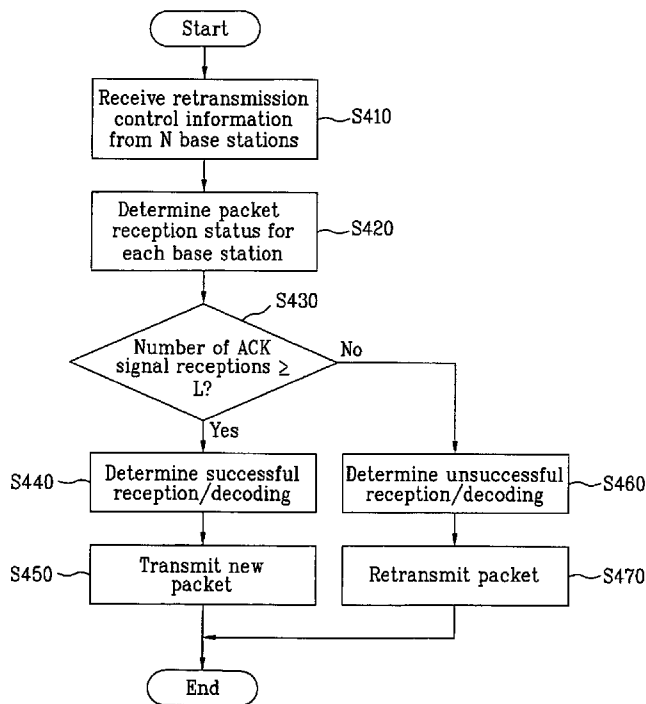 Start
Receive retransmission
control information
from N base stations
S410
Determine packet
reception status for
each base station
S420
S430
Number of ACK
signal receptions ≥
L?
No
Yes
S440
Determine successful
reception/decoding
Determine unsuccessful
reception/decoding
S460
S450
Transmit new
packet
Retransmit packet
S470
End